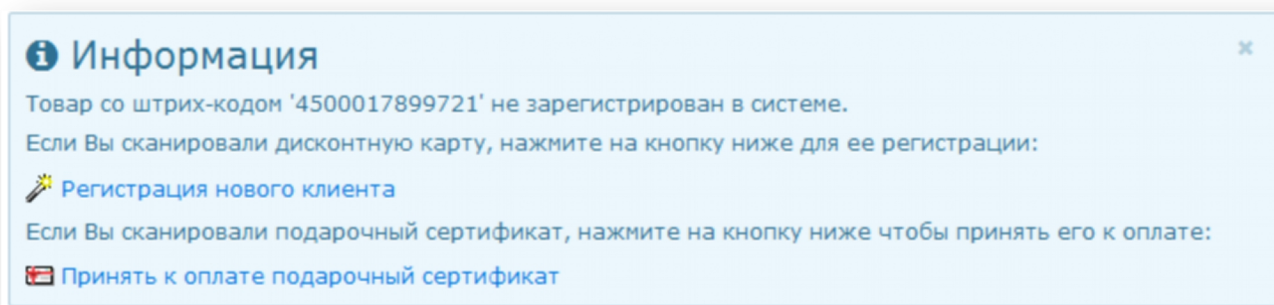 Информация
Товар со штрих-кодом '4500017899721' не зарегистрирован в системе.
Если Вы сканировали дисконтную карту, нажмите на кнопку ниже для ее регистрации:
Регистрация нового клиента
Если Вы сканировали подарочный сертификат, нажмите на кнопку ниже чтобы принять его к оплате:
Принять к оплате подарочный сертификат